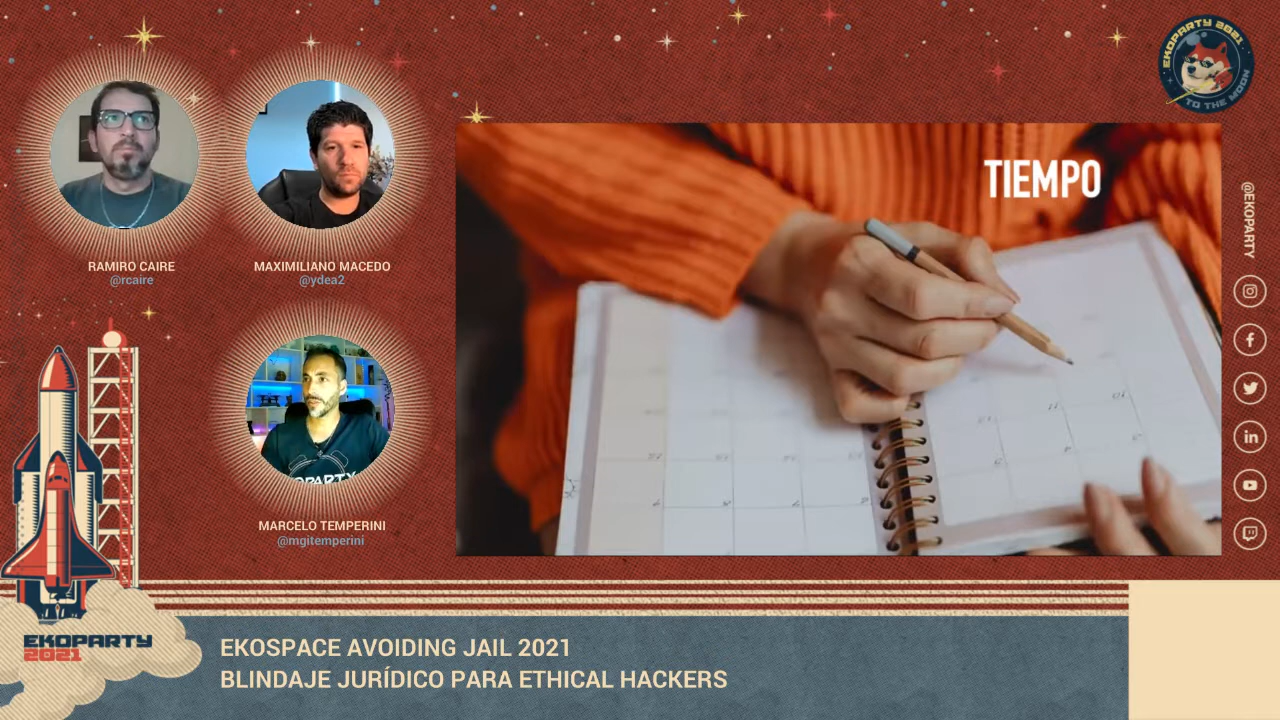 EKOPARTY 2021
TO THE MOON
TIEMPO
@EKOPARTY
RAMIRO CAIRE
@rcaire
MAXIMILIANO MACEDO
@ydea2
MARCELO TEMPERINI
@mgitemperini
EKOPARTY
2021
EKOSPACE AVOIDING JAIL 2021
BLINDAJE JURÍDICO PARA ETHICAL HACKERS